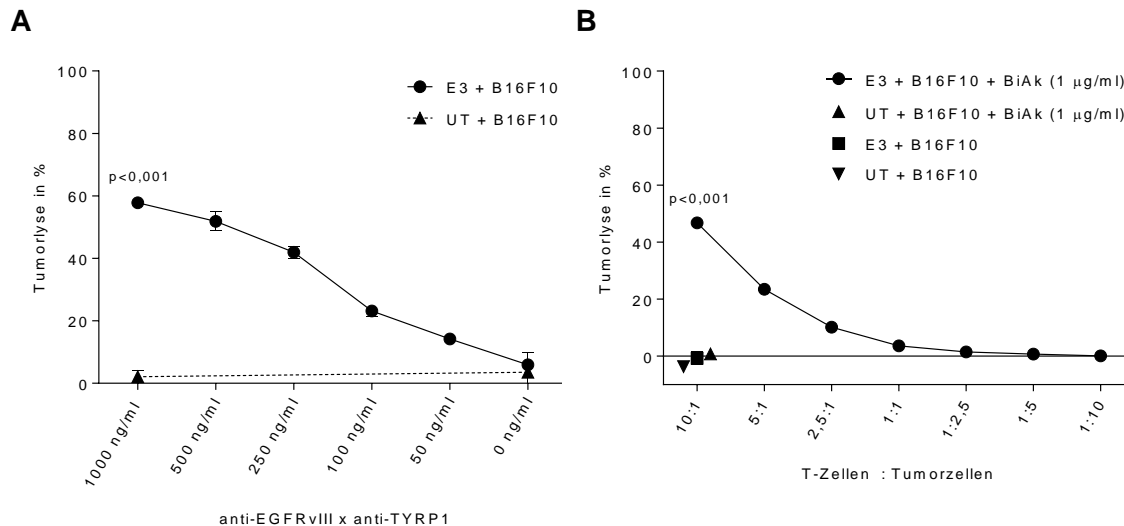 A
100
80
60
40
20
0
Tumorlyse in %
E3 + B16F10
UT + B16F10
p<0,001
1000 ng/ml
500 ng/ml
250 ng/ml
100 ng/ml
50 ng/ml
0 ng/ml
anti-EGFRvIII x anti-TYRP1
B
100
80
60
40
20
0
Tumorlyse in %
E3 + B16F10 + BiAk (1 µg/ml)
UT + B16F10 + BiAk (1 µg/ml)
E3 + B16F10
UT + B16F10
p<0,001
10:1
5:1
2,5:1
1:1
1:2,5
1:5
1:10
T-Zellen : Tumorzellen